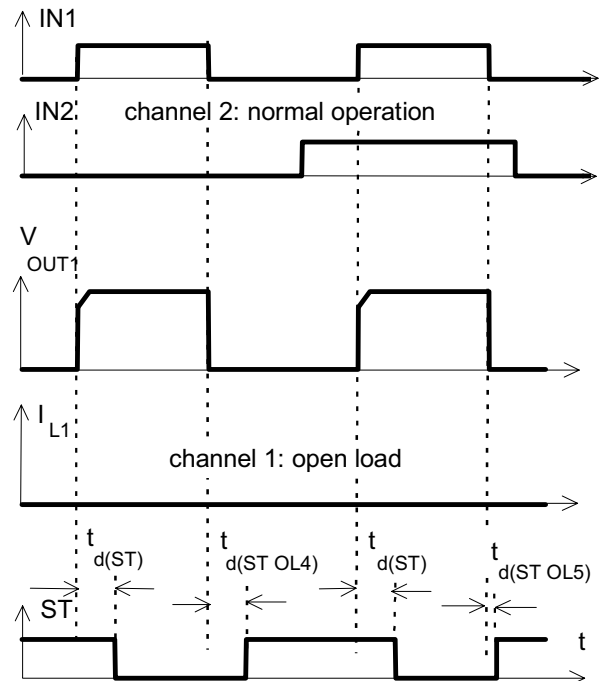 IN1
IN2 channel 2: normal operation
V
OUT1
I L1
channel 1: open load
t d(ST) t d(ST OL4) t d(ST) t d(ST OL5)
ST t